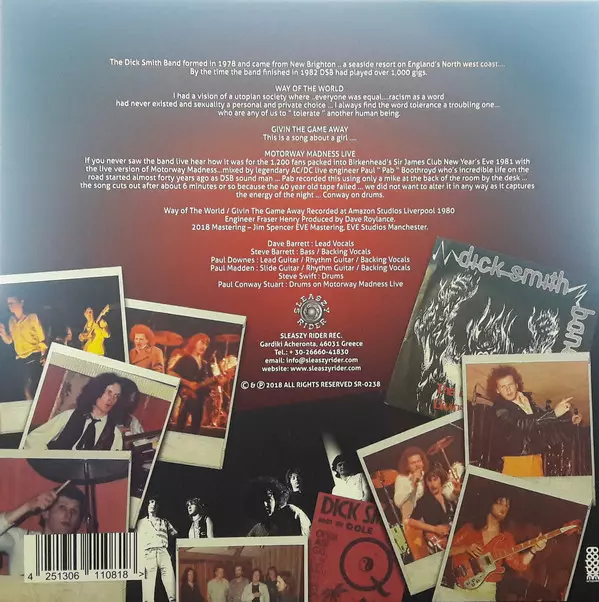 The Dick Smith Band formed in 1978 and came from New Brighton .. a seaside resort on England's North west coast....
By the time the band finished in 1982 DSB had played over 1,000 gigs.
WAY OF THE WORLD
I had a vision of a utopian society where ..everyone was equal....racism as a word
had never existed and sexuality a personal and private choice ... I always find the word tolerance a troubling one...
who are any of us to " tolerate " another human being.
GIVIN THE GAME AWAY
This is a song about a girl ....
MOTORWAY MADNESS LIVE
If you never saw the band live hear how it was for the 1,200 fans packed into Birkenhead's Sir James Club New Year's Eve 1981 with
the live version of Motorway Madness...mixed by legendary AC/DC live engineer Paul " Pab " Boothroyd who's incredible life on the
road started almost forty years ago as DSB sound man ... Pab recorded this using only a mike at the back of the room by the desk ...
the song cuts out after about 6 minutes or so because the 40 year old tape failed ... we did not want to alter it in any way as it captures
the energy of the night ... Conway on drums.
Way of The World / Givin The Game Away Recorded at Amazon Studios Liverpool 1980
Engineer Fraser Henry Produced by Dave Roylance.
2018 Mastering – Jim Spencer EVE Mastering, EVE Studios Manchester.
Dave Barrett : Lead Vocals
Steve Barrett : Bass / Backing Vocals
Paul Downes : Lead Guitar / Rhythm Guitar / Backing Vocals
Paul Madden : Slide Guitar / Rhythm Guitar / Backing Vocals
Steve Swift : Drums
Paul Conway Stuart : Drums on Motorway Madness Live
SLEASZY
RIDER
SLEASZY RIDER REC.
Gardiki Acheronta, 46031 Greece
Tel.: + 30-26660-41830
email: info@sleaszyrider.com
website: www.sleaszyrider.com
© & ℗ 2018 ALL RIGHTS RESERVED SR-0238
dick smith
band
DICK
Q
4 251306 110818 >